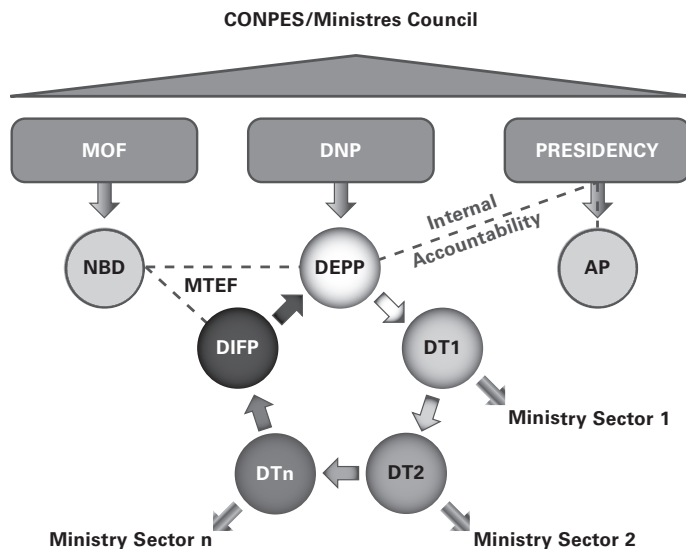 CONPES/Ministres Council
MOF
DNP
PRESIDENCY
Internal
Accountability
NBD
MTEF
DEPP
AP
DIFP
DT1
Ministry Sector 1
DTn
DT2
Ministry Sector n
Ministry Sector 2